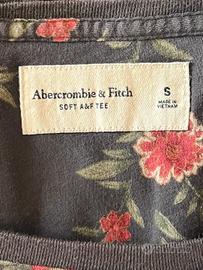 Abercrombie & Fitch
SOFT A&F TEE
S
MADE IN
VIETNAM